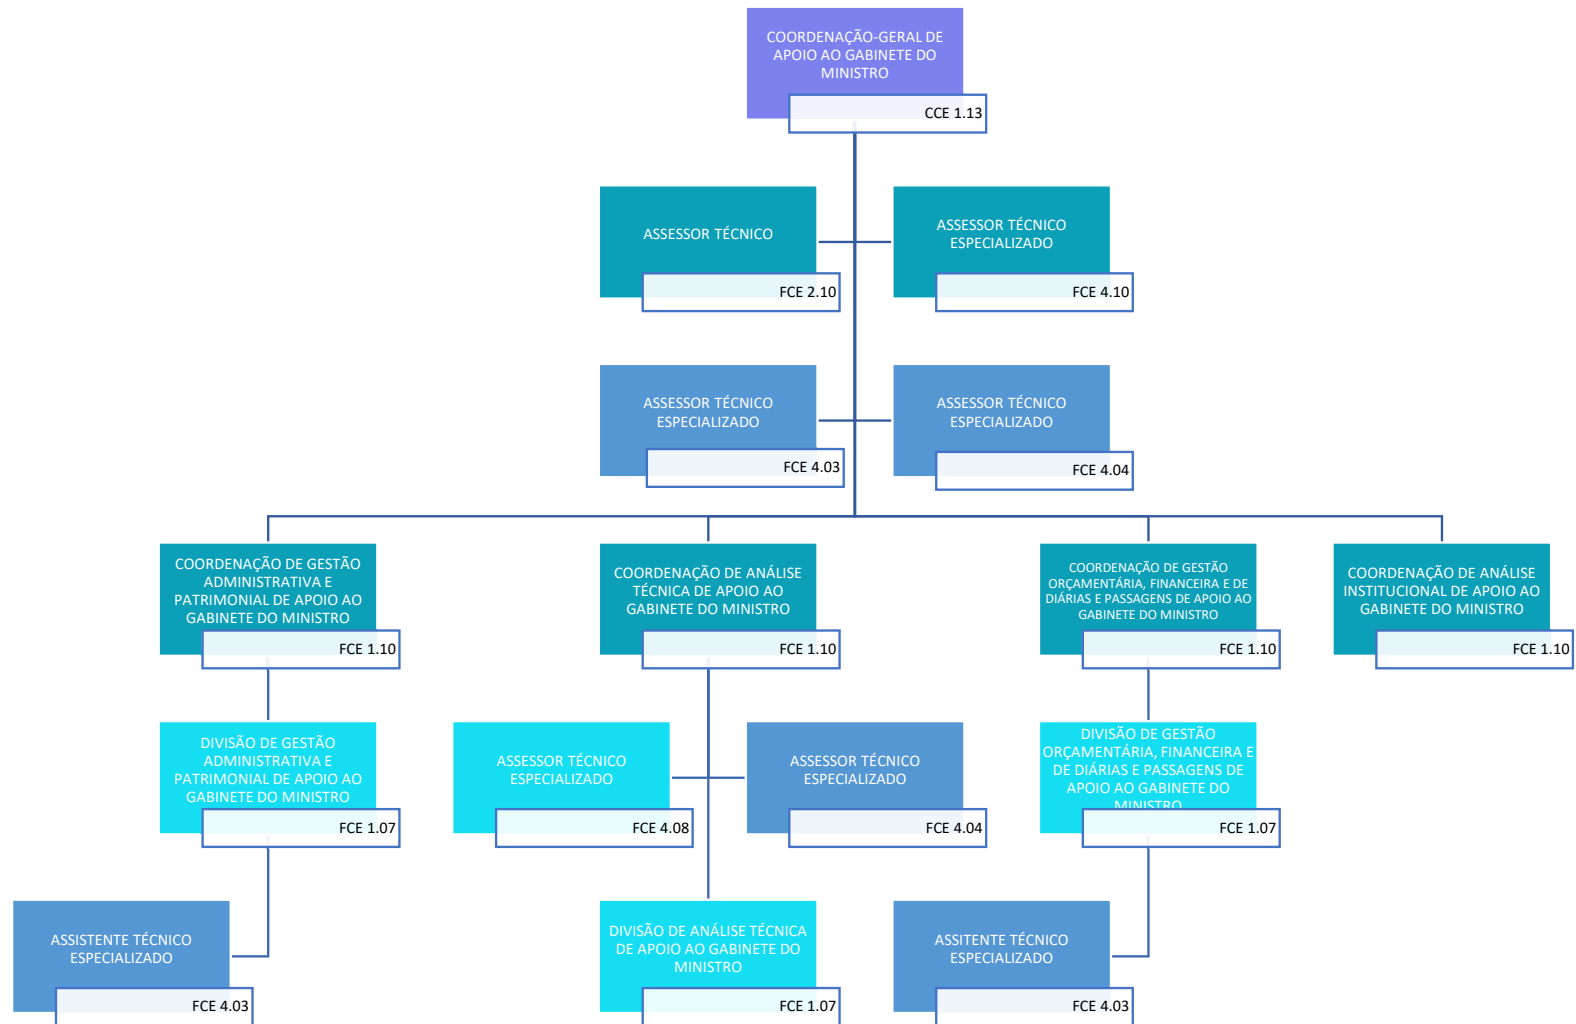 COORDENAÇÃO-GERAL DE
APOIO AO GABINETE DO
MINISTRO
CCE 1.13
ASSESSOR TÉCNICO
FCE 2.10
ASSESSOR TÉCNICO
ESPECIALIZADO
FCE 4.10
ASSESSOR TÉCNICO
ESPECIALIZADO
FCE 4.03
ASSESSOR TÉCNICO
ESPECIALIZADO
FCE 4.04
COORDENAÇÃO DE GESTÃO
ADMINISTRATIVA E
PATRIMONIAL DE APOIO AO
GABINETE DO MINISTRO
FCE 1.10
COORDENAÇÃO DE ANÁLISE
TÉCNICA DE APOIO AO
GABINETE DO MINISTRO
FCE 1.10
COORDENAÇÃO DE GESTÃO
ORÇAMENTÁRIA, FINANCEIRA E DE
DIÁRIAS E PASSAGENS DE APOIO AO
GABINETE DO MINISTRO
FCE 1.10
COORDENAÇÃO DE ANÁLISE
INSTITUCIONAL DE APOIO AO
GABINETE DO MINISTRO
FCE 1.10
DIVISÃO DE GESTÃO
ADMINISTRATIVA E
PATRIMONIAL DE APOIO AO
GABINETE DO MINISTRO
FCE 1.07
ASSESSOR TÉCNICO
ESPECIALIZADO
FCE 4.08
ASSESSOR TÉCNICO
ESPECIALIZADO
FCE 4.04
DIVISÃO DE GESTÃO
ORÇAMENTÁRIA, FINANCEIRA E
DE DIÁRIAS E PASSAGENS DE
APOIO AO GABINETE DO
MINISTRO
FCE 1.07
ASSISTENTE TÉCNICO
ESPECIALIZADO
FCE 4.03
DIVISÃO DE ANÁLISE TÉCNICA
DE APOIO AO GABINETE DO
MINISTRO
FCE 1.07
ASSITENTE TÉCNICO
ESPECIALIZADO
FCE 4.03